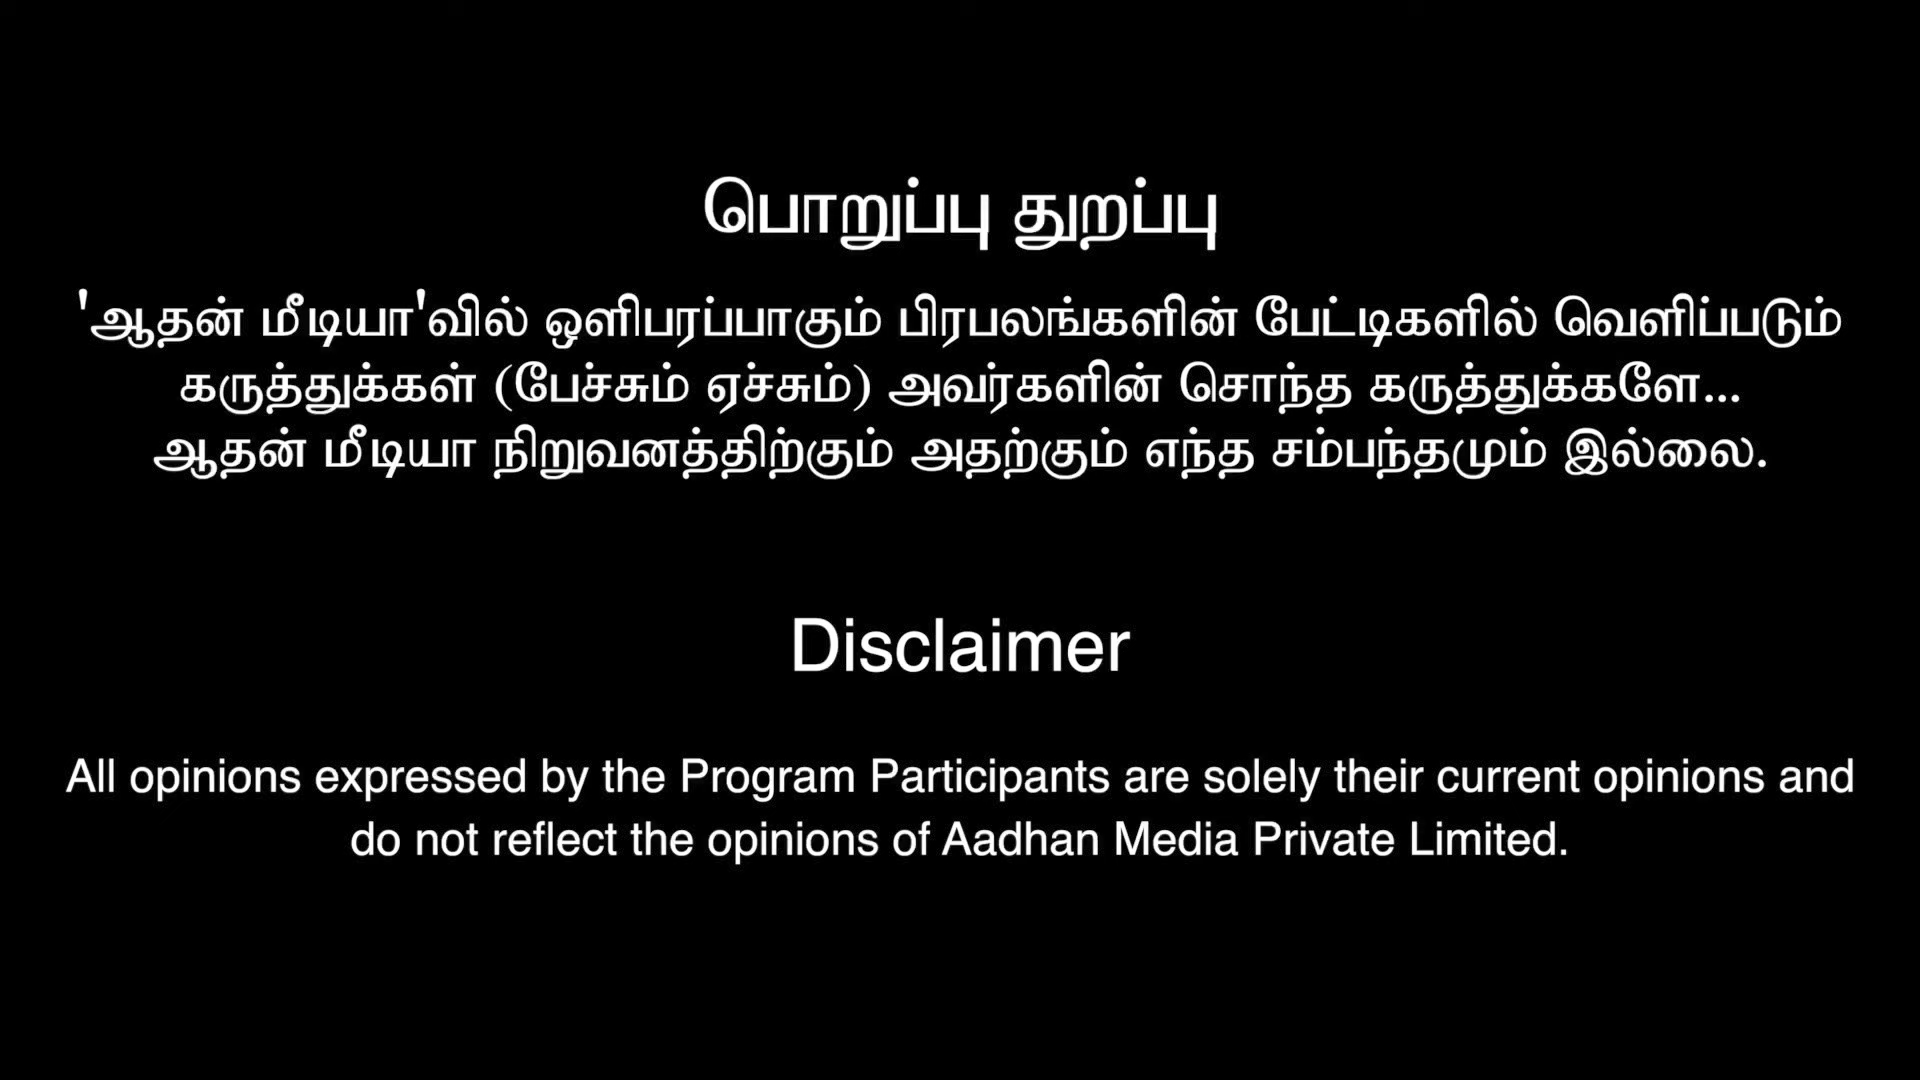 பொறுப்பு துறப்பு
'ஆதன் மீடியா'வில் ஒளிபரப்பாகும் பிரபலங்களின் பேட்டிகளில் வெளிப்படும்
கருத்துக்கள் (பேச்சும் ஏச்சும்) அவர்களின் சொந்த கருத்துக்களே...
ஆதன் மீடியா நிறுவனத்திற்கும் அதற்கும் எந்த சம்பந்தமும் இல்லை.
Disclaimer
All opinions expressed by the Program Participants are solely their current opinions and
do not reflect the opinions of Aadhan Media Private Limited.